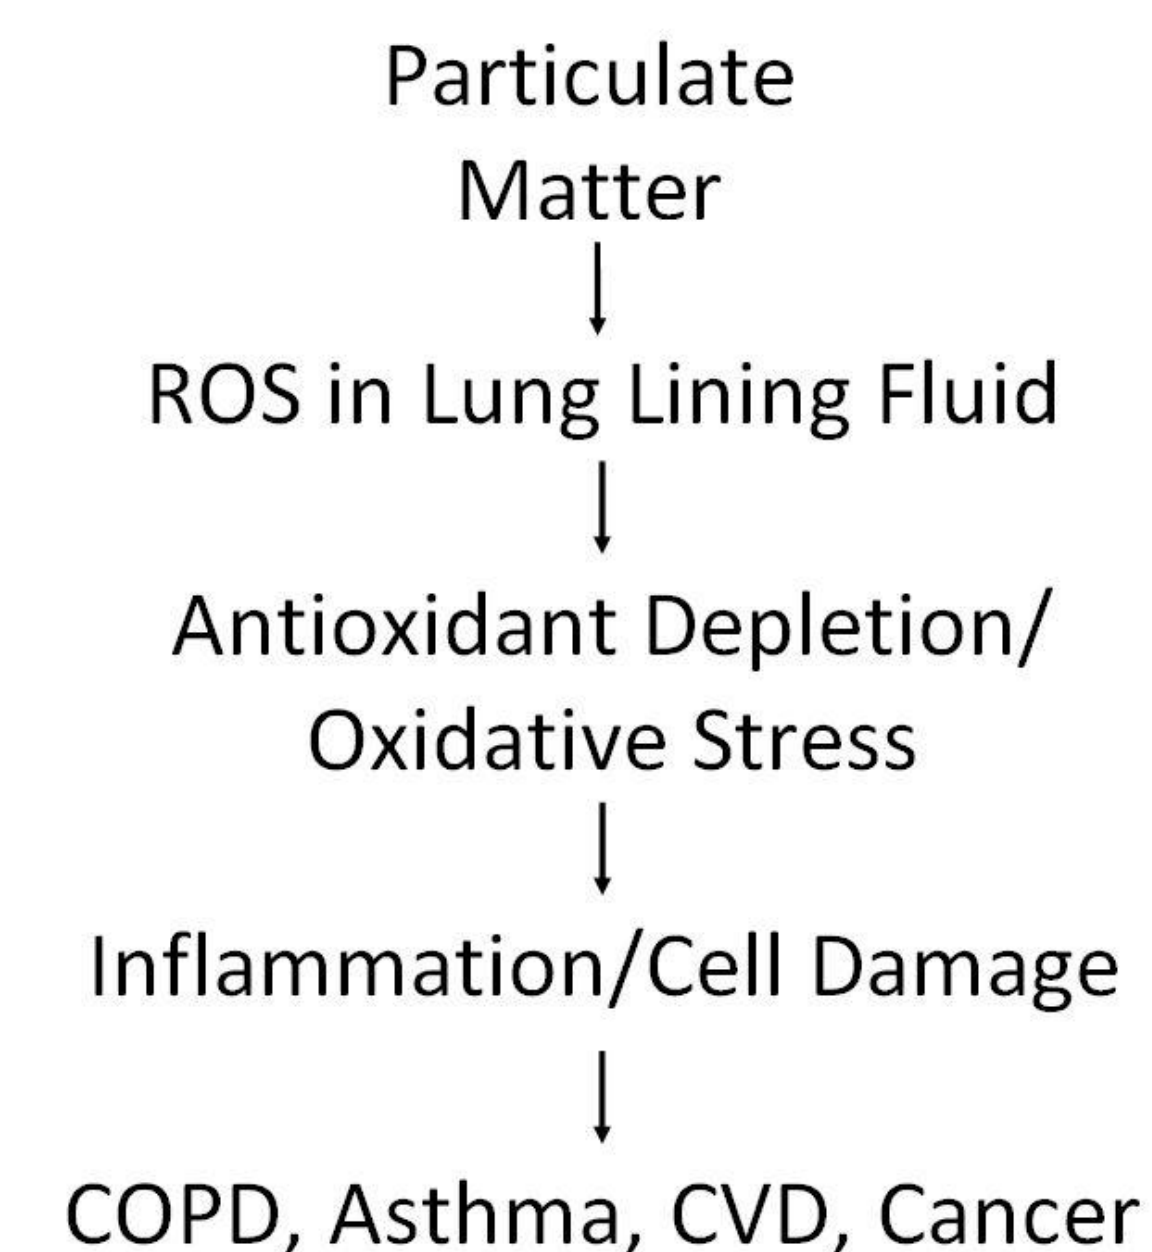 Particulate
Matter
ROS in Lung Lining Fluid
Antioxidant Depletion/
Oxidative Stress
Inflammation/Cell Damage
COPD, Asthma, CVD, Cancer